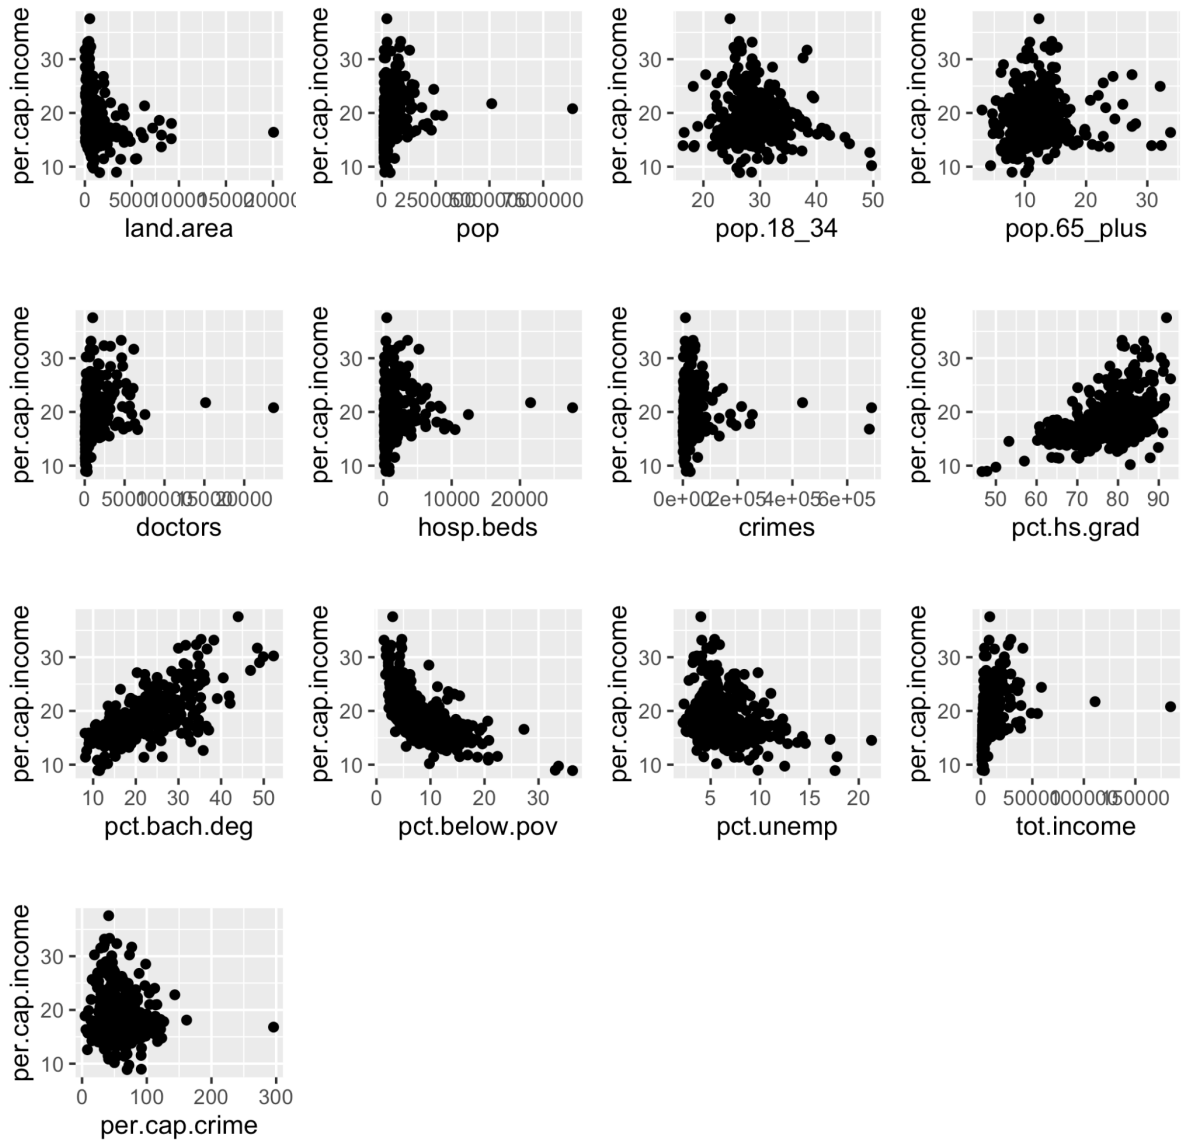 per.cap.income
30
20
10
0 5000 10000 15000 20000
land.area
per.cap.income
30
20
10
0 2500000 5000000 7500000
pop
per.cap.income
30
20
10
20 30 40 50
pop.18_34
per.cap.income
30
20
10
10 20 30
pop.65_plus
per.cap.income
30
20
10
0 5000 10000 15000 20000
doctors
per.cap.income
30
20
10
0 10000 20000
hosp.beds
per.cap.income
30
20
10
0e+00 2e+05 4e+05 6e+05
crimes
per.cap.income
30
20
10
50 60 70 80 90
pct.hs.grad
per.cap.income
30
20
10
10 20 30 40 50
pct.bach.deg
per.cap.income
30
20
10
0 10 20 30
pct.below.pov
per.cap.income
30
20
10
5 10 15 20
pct.unemp
per.cap.income
30
20
10
0 50000 100000 150000
tot.income
per.cap.income
30
20
10
0 100 200 300
per.cap.crime